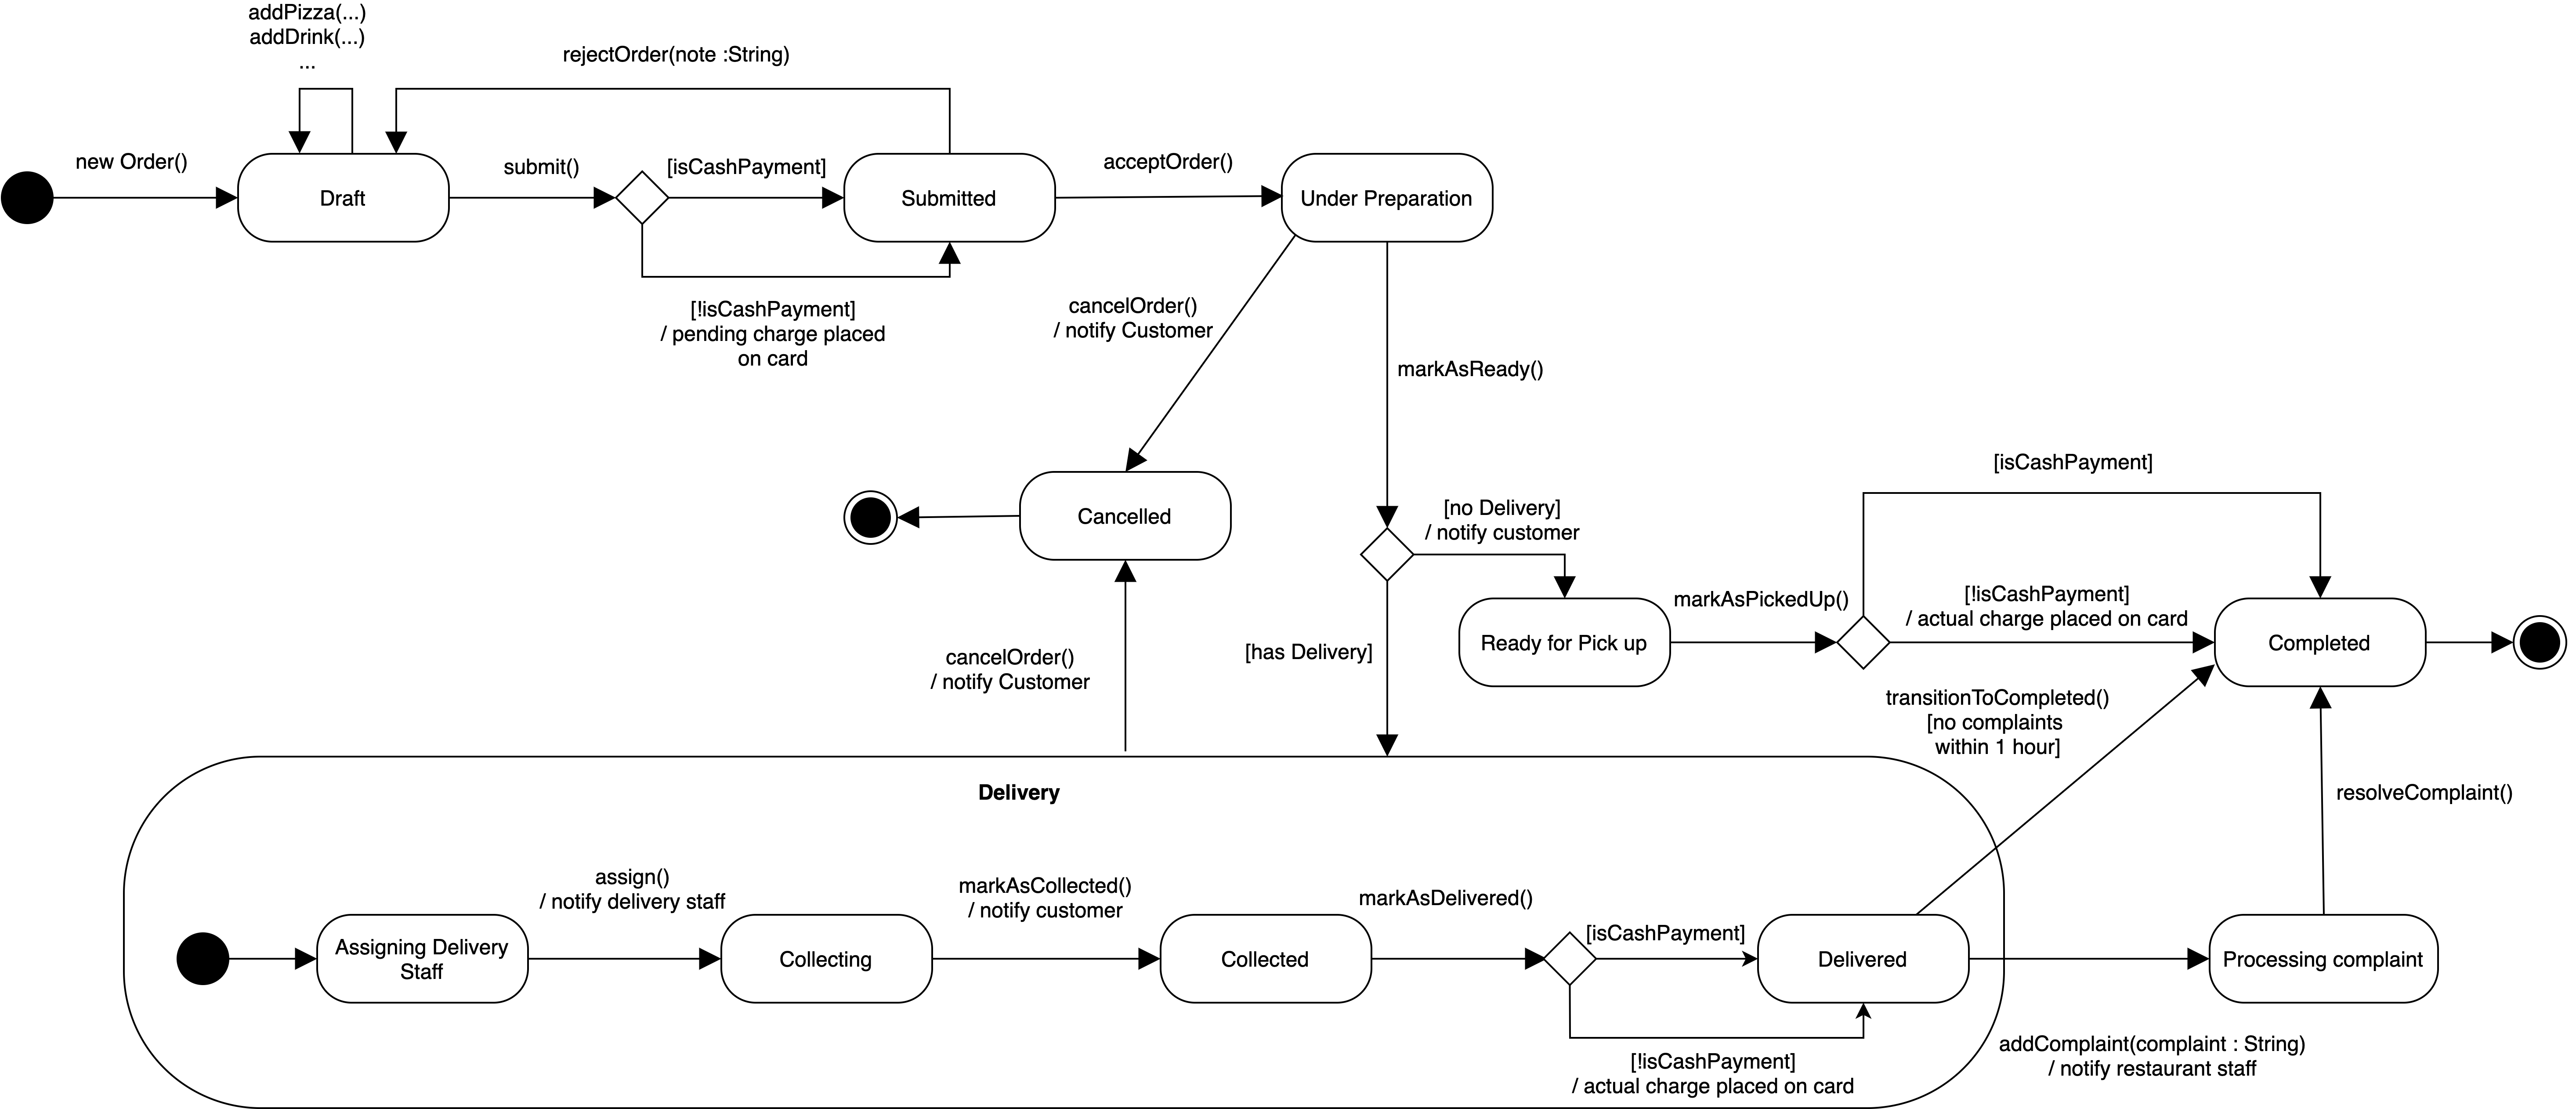 addPizza(...)
addDrink(...)
...
rejectOrder(note :String)
new Order()
submit()
[isCashPayment]
acceptOrder()
Draft
Submitted
Under Preparation
[!isCashPayment]
/ pending charge placed
on card
cancelOrder()
/ notify Customer
markAsReady()
Cancelled
[no Delivery]
/ notify customer
[isCashPayment]
markAsPickedUp()
[!isCashPayment]
/ actual charge placed on card
Ready for Pick up
Completed
[has Delivery]
cancelOrder()
/ notify Customer
transitionToCompleted()
[no complaints
within 1 hour]
resolveComplaint()
Delivery
assign()
/ notify delivery staff
markAsCollected()
/ notify customer
markAsDelivered()
[isCashPayment]
Assigning Delivery
Staff
Collecting
Collected
Delivered
Processing complaint
[!isCashPayment]
/ actual charge placed on card
addComplaint(complaint : String)
/ notify restaurant staff